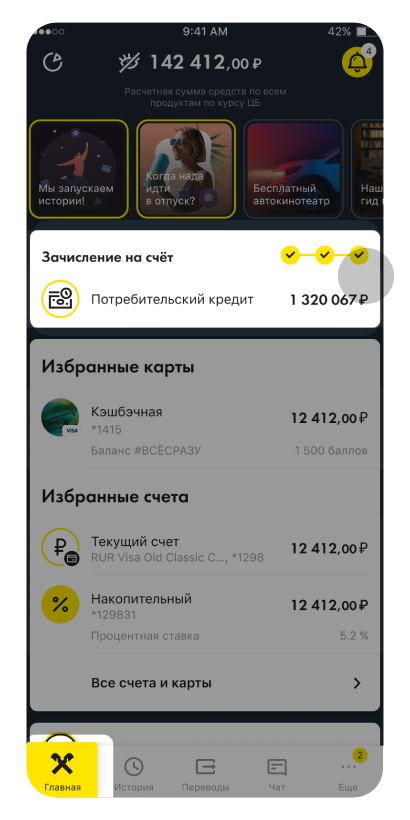 9:41 AM
42%
142 412,00 ₽
4
Расчетная сумма средств по всем
продуктам по курсу ЦБ
Мы запускаем
истории!
Когда надо
идти
в отпуск?
Бесплатный
автокинотеатр
Наш
гид
Зачисление на счёт
Потребительский кредит
1 320 067 ₽
Избранные карты
Кэшбэчная
12 412,00 ₽
*1415
VISA
Баланс #ВСЁСРАЗУ
1 500 баллов
Избранные счета
Текущий счет
12 412,00 ₽
RUR Visa Old Classic C..., *1298
Накопительный
12 412,00 ₽
*129831
Процентная ставка
5.2 %
Все счета и карты
2
Главная
История
Переводы
Чат
Еще